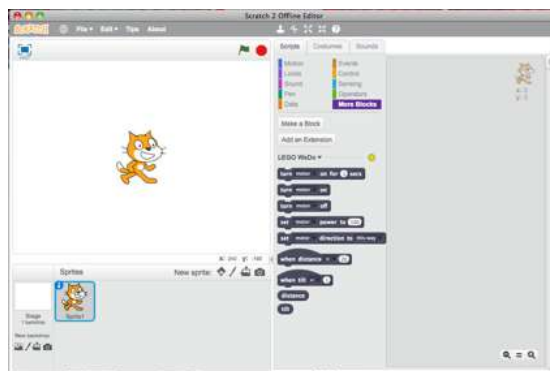 Scratch 2 Offline Editor
SCRATCH File Edit Tips About
Scripts Costumes Sounds
Motion Events
Looks Control
Sound Sensing
Pen Operators
Data More Blocks
Make a Block
Add an Extension
LEGO WeDo
turn motor on for 1 secs
turn motor on
turn motor off
set motor power to 100
set motor direction to this way
when distance
when tilt = 1
distance
tilt
Sprites New sprite:
Stage
1 backdrop
Sprite1
New backdrop